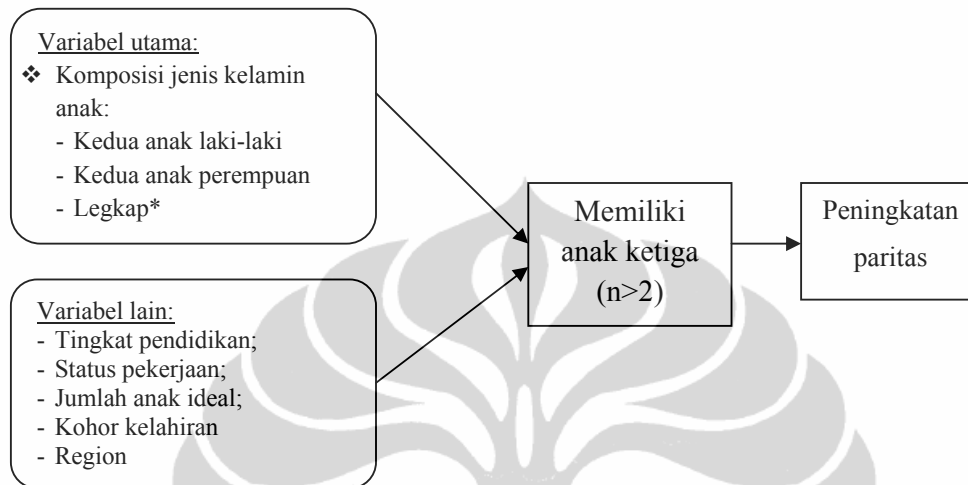 Variabel utama:
❖ Komposisi jenis kelamin
anak:
- Kedua anak laki-laki
- Kedua anak perempuan
- Legkap*
Memiliki
anak ketiga
(n>2)
Peningkatan
paritas
Variabel lain:
- Tingkat pendidikan;
- Status pekerjaan;
- Jumlah anak ideal;
- Kohor kelahiran
- Region